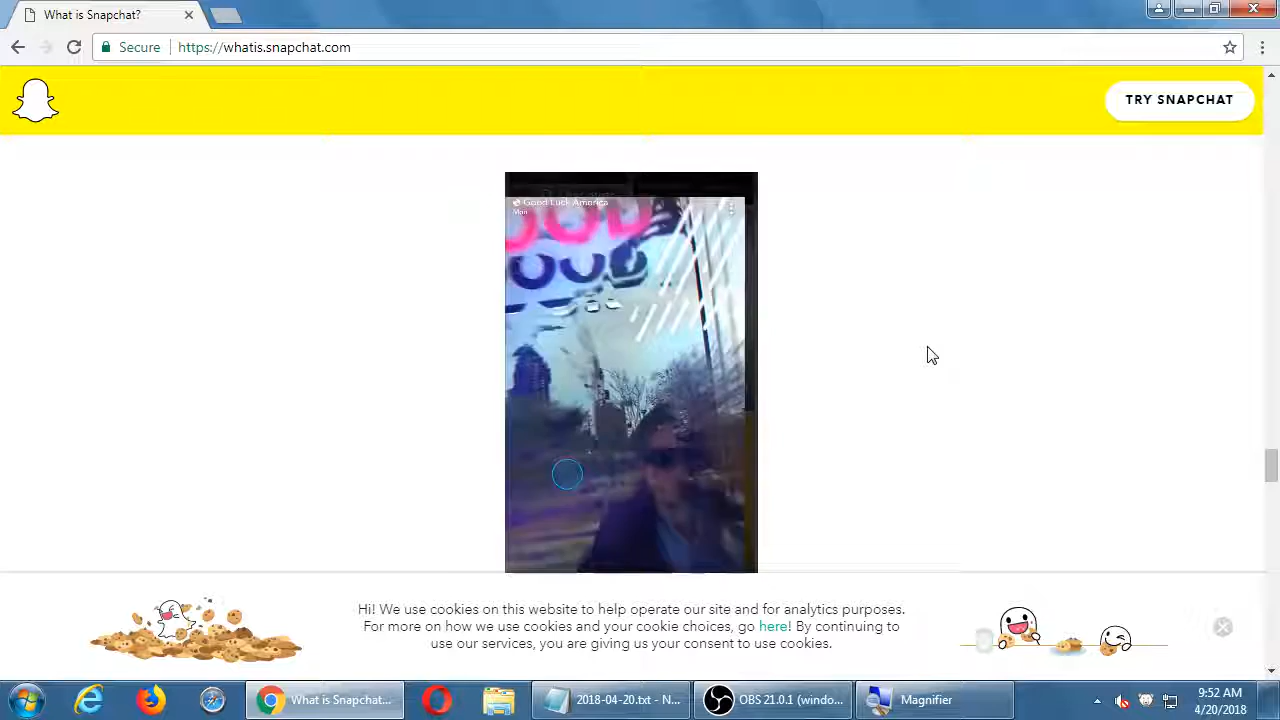 What is Snapchat?
Secure
https://whatis.snapchat.com
TRY SNAPCHAT
Good Luck America
Mon
OOD
OOD
Hi! We use cookies on this website to help operate our site and for analytics purposes.
For more on how we use cookies and your cookie choices, go here! By continuing to
use our services, you are giving us your consent to use cookies.
What is Snapchat...
2018-04-20.txt - N...
OBS 21.0.1 (windo...
Magnifier
9:52 AM
4/20/2018